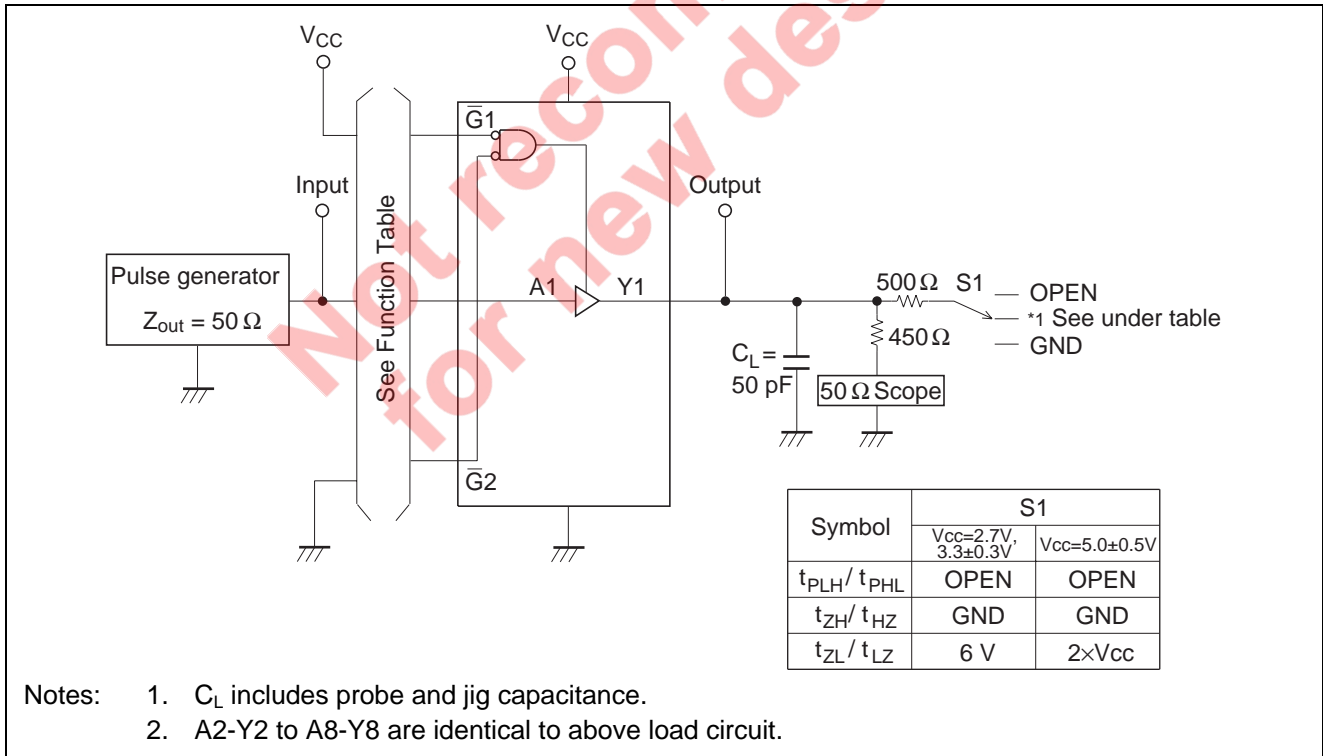 Not recom
for new des
VCC
VCC
G̅1
Input
See Function Table
Output
Pulse generator
Zout = 50 Ω
A1
Y1
500 Ω
S1
OPEN
*1 See under table
GND
450 Ω
CL =
50 pF
50 Ω Scope
G̅2
Symbol
S1
Vcc=2.7V,
3.3±0.3V
Vcc=5.0±0.5V
tPLH / tPHL OPEN OPEN
tZH / tHZ GND GND
tZL / tLZ 6 V 2×Vcc
Notes: 1. CL includes probe and jig capacitance.
2. A2-Y2 to A8-Y8 are identical to above load circuit.